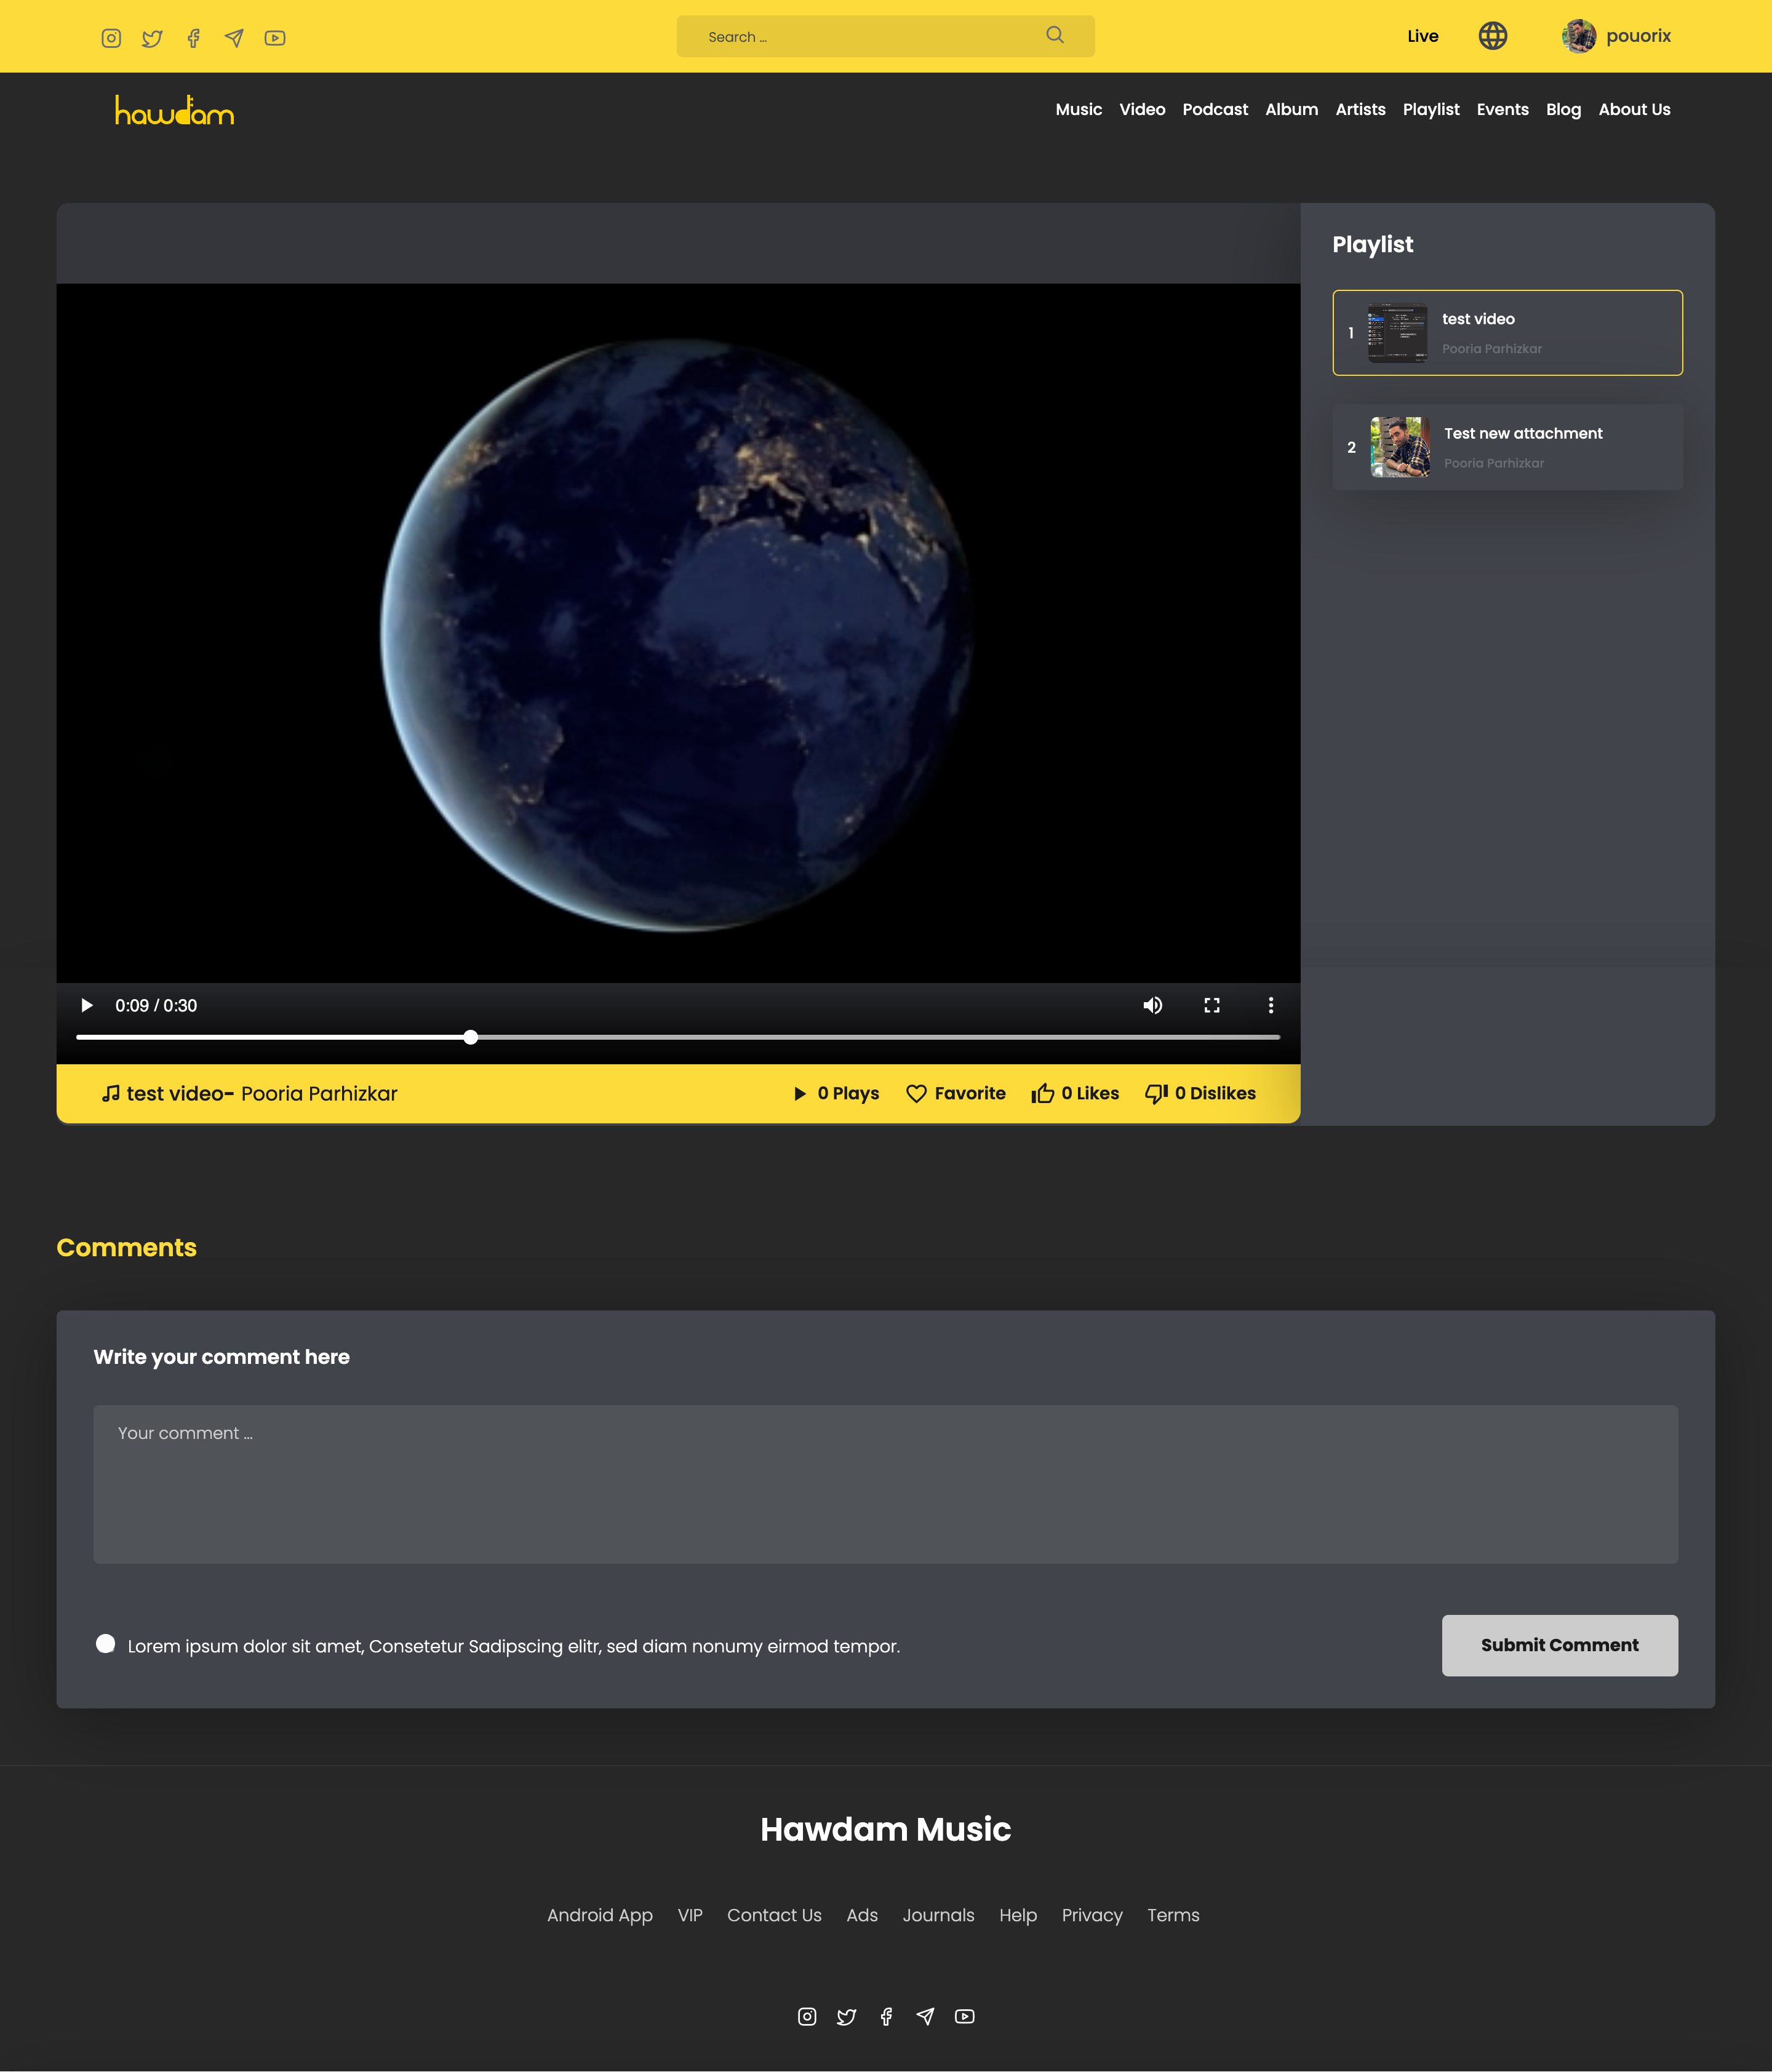 Search ...
Live
pouorix
hawdam
Music Video Podcast Album Artists Playlist Events Blog About Us
Playlist
1
test video
Pooria Parhizkar
2
Test new attachment
Pooria Parhizkar
0:09 / 0:30
test video- Pooria Parhizkar
0 Plays Favorite 0 Likes 0 Dislikes
Comments
Write your comment here
Your comment ...
Lorem ipsum dolor sit amet, Consetetur Sadipscing elitr, sed diam nonumy eirmod tempor.
Submit Comment
Hawdam Music
Android App VIP Contact Us Ads Journals Help Privacy Terms